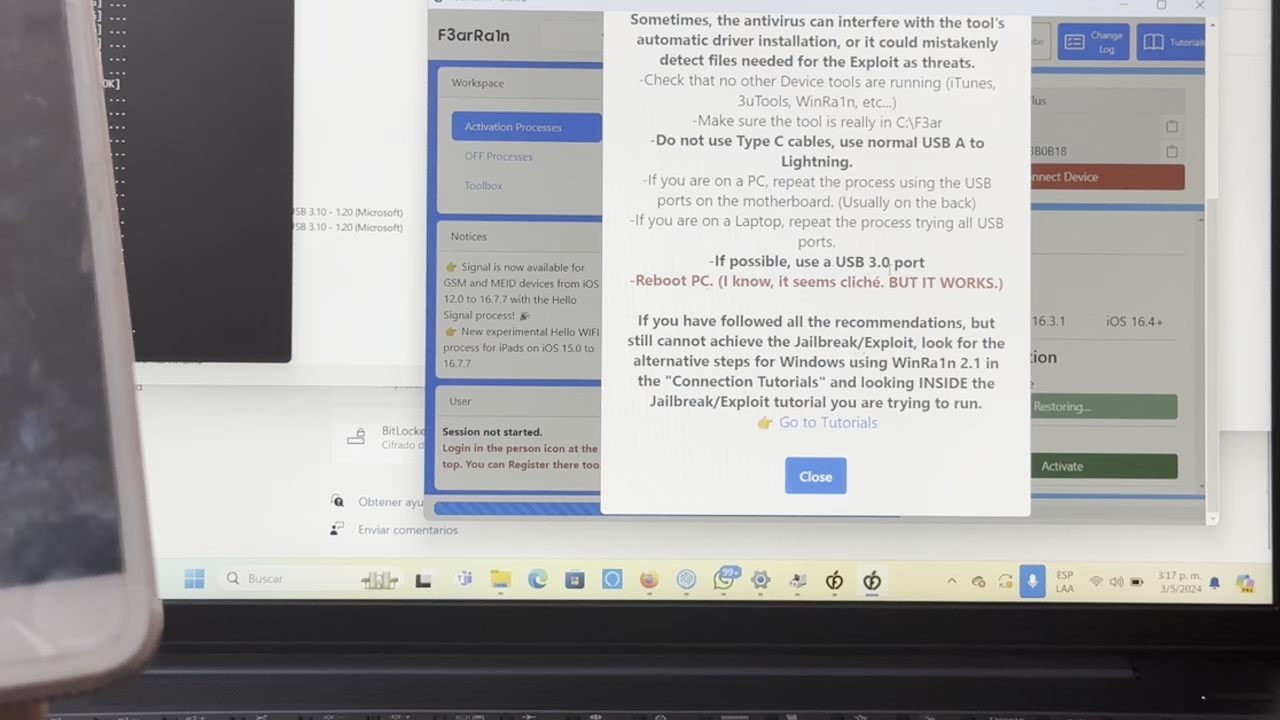 OK]
SB 3.10 - 1.20 (Microsoft)
SB 3.10 - 1.20 (Microsoft)
F3arRa1n
Change
Log
Tutorials
Workspace
Activation Processes
OFF Processes
Toolbox
Notices
👉 Signal is now available for
GSM and MEID devices from iOS
12.0 to 16.7.7 with the Hello
Signal process! 🎉
👉 New experimental Hello WIFI
process for iPads on iOS 15.0 to
16.7.7
User
Session not started.
Login in the person icon at the
top. You can Register there too.
Sometimes, the antivirus can interfere with the tool's
automatic driver installation, or it could mistakenly
detect files needed for the Exploit as threats.
-Check that no other Device tools are running (iTunes,
3uTools, WinRa1n, etc...)
-Make sure the tool is really in C:\F3ar
-Do not use Type C cables, use normal USB A to
Lightning.
-If you are on a PC, repeat the process using the USB
ports on the motherboard. (Usually on the back)
-If you are on a Laptop, repeat the process trying all USB
ports.
-If possible, use a USB 3.0 port
-Reboot PC. (I know, it seems cliché. BUT IT WORKS.)
If you have followed all the recommendations, but
still cannot achieve the Jailbreak/Exploit, look for the
alternative steps for Windows using WinRa1n 2.1 in
the "Connection Tutorials" and looking INSIDE the
Jailbreak/Exploit tutorial you are trying to run.
👉 Go to Tutorials
Close
lus
3B0B18
nnect Device
16.3.1 iOS 16.4+
ion
Restoring...
Activate
BitLocke
Cifrado d
Obtener ayu
Enviar comentarios
Buscar
99+
ESP
LAA
3:17 p. m.
3/5/2024